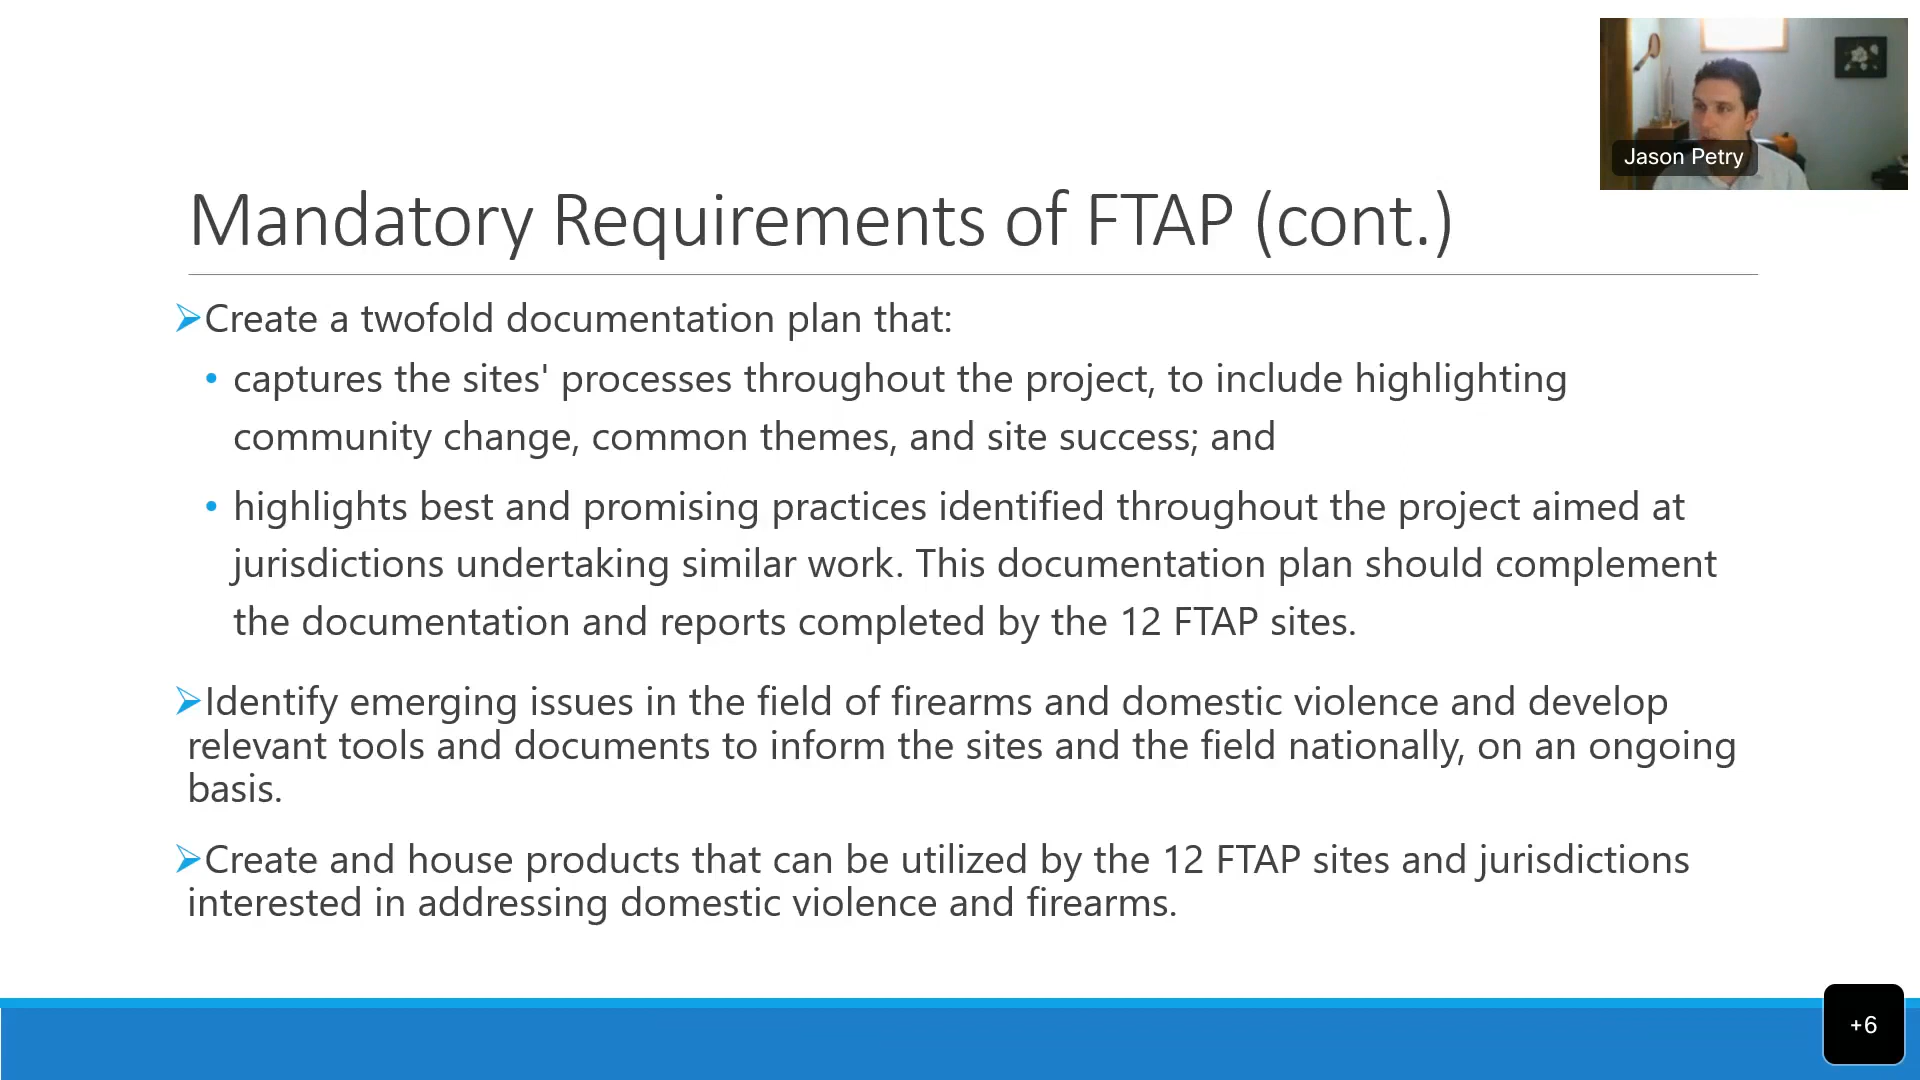 Jason Petry
Mandatory Requirements of FTAP (cont.)
Create a twofold documentation plan that:
• captures the sites' processes throughout the project, to include highlighting
community change, common themes, and site success; and
• highlights best and promising practices identified throughout the project aimed at
jurisdictions undertaking similar work. This documentation plan should complement
the documentation and reports completed by the 12 FTAP sites.
Identify emerging issues in the field of firearms and domestic violence and develop
relevant tools and documents to inform the sites and the field nationally, on an ongoing
basis.
Create and house products that can be utilized by the 12 FTAP sites and jurisdictions
interested in addressing domestic violence and firearms.
+6